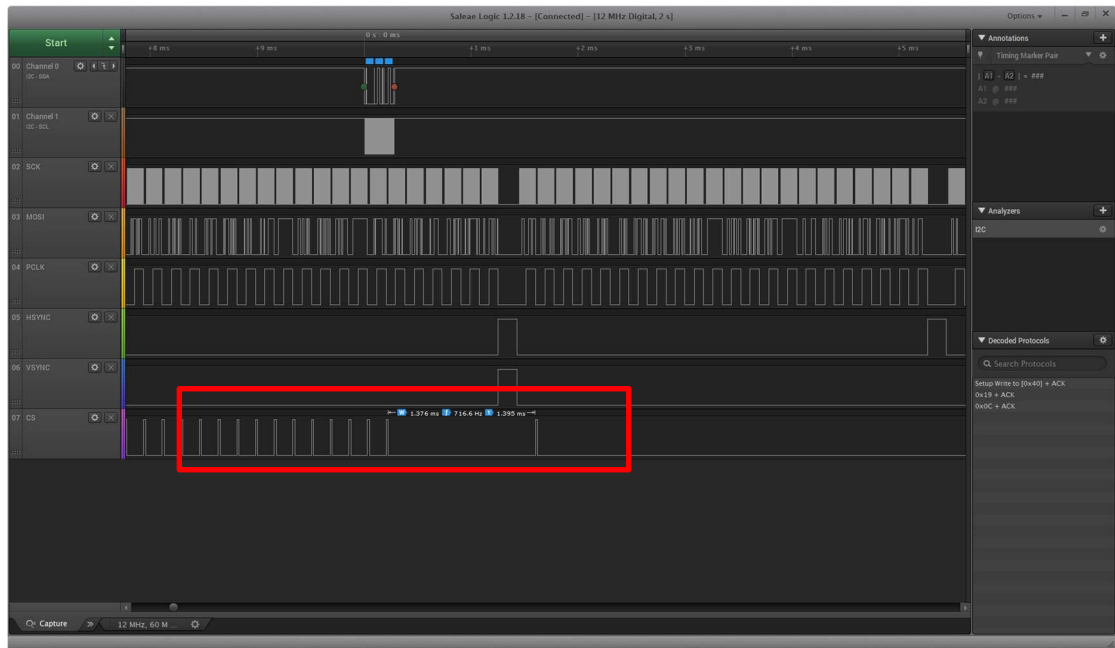 Saleae Logic 1.2.18 - [Connected] - [12 MHz Digital, 2 s]
Options
Start
0 s : 0 ms
+8 ms +9 ms +1 ms +2 ms +3 ms +4 ms +5 ms
00 Channel 0
I2C - SDA
01 Channel 1
I2C - SCL
02 SCK
03 MOSI
04 PCLK
05 HSYNC
06 VSYNC
07 CS
W 1.376 ms f 716.6 Hz T 1.395 ms
Annotations
Timing Marker Pair
| A1 - A2 | = ###
A1 @ ###
A2 @ ###
Analyzers
I2C
Decoded Protocols
Search Protocols
Setup Write to [0x40] + ACK
0x19 + ACK
0x0C + ACK
Capture
12 MHz, 60 M ...